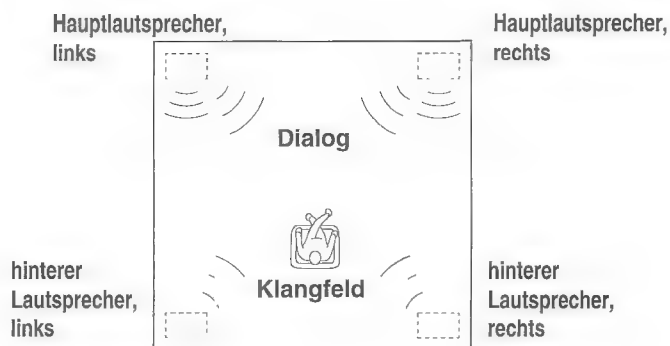 Hauptlautsprecher,
links
Hauptlautsprecher,
rechts
Dialog
hinterer
Lautsprecher,
links
Klangfeld
hinterer
Lautsprecher,
rechts